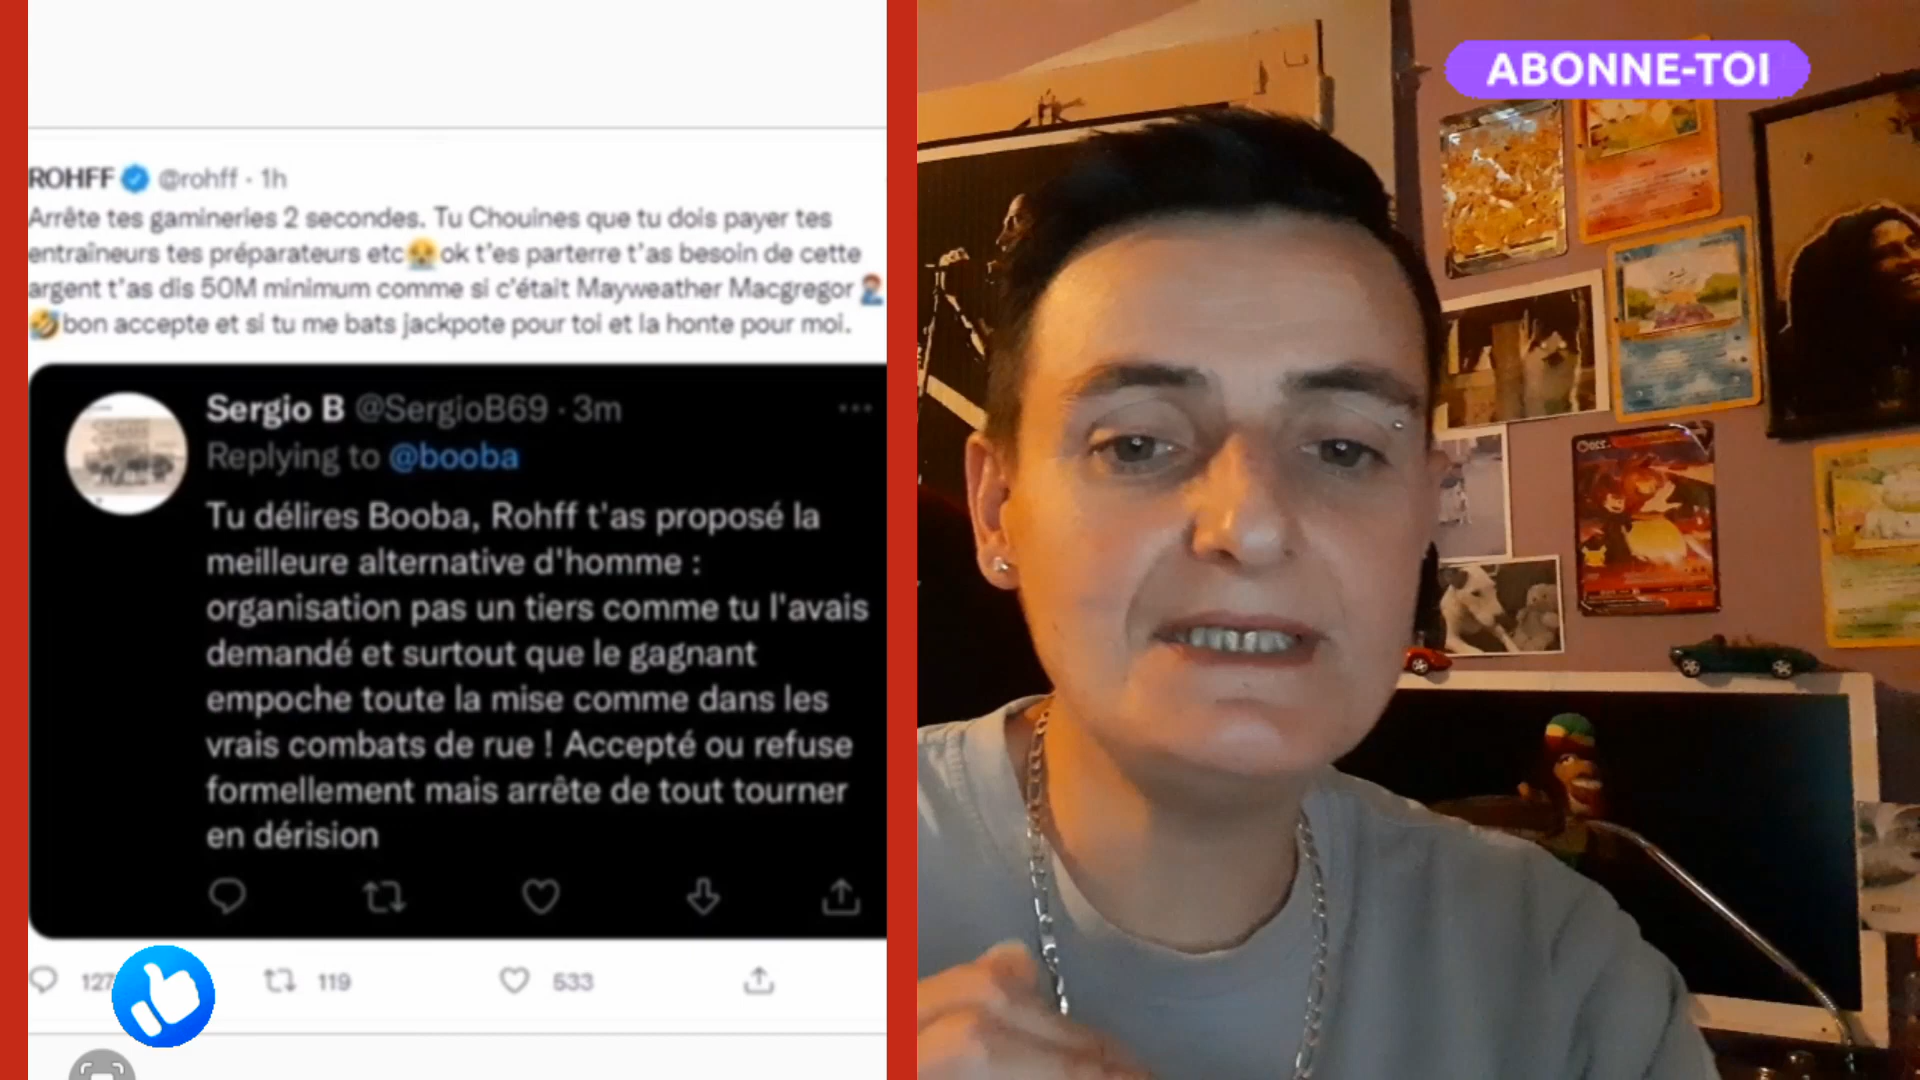 ABONNE-TOI
ROHFF @rohff · 1h
Arrête tes gamineries 2 secondes. Tu Chouines que tu dois payer tes
entraîneurs tes préparateurs etc😢ok t'es parterre t'as besoin de cette
argent t'as dis 50M minimum comme si c'était Mayweather Macgregor 🤦🏽‍♂️
🤣bon accepte et si tu me bats jackpote pour toi et la honte pour moi.
Sergio B @SergioB69 · 3m
Replying to @booba
Tu délires Booba, Rohff t'as proposé la
meilleure alternative d'homme :
organisation pas un tiers comme tu l'avais
demandé et surtout que le gagnant
empoche toute la mise comme dans les
vrais combats de rue ! Accepté ou refuse
formellement mais arrête de tout tourner
en dérision
127 119 533